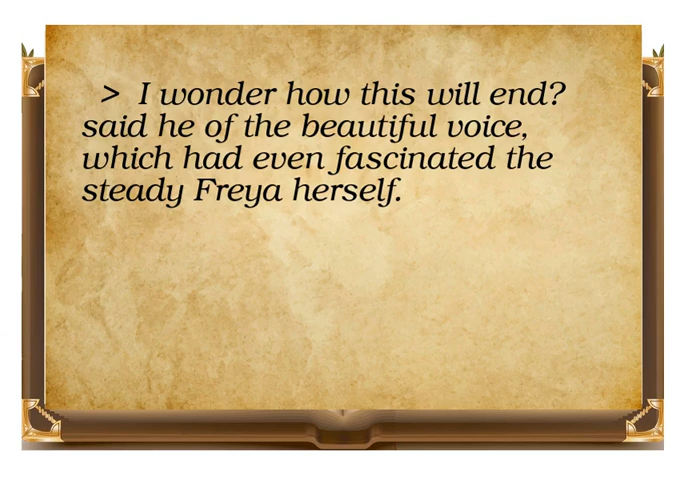 > I wonder how this will end?
said he of the beautiful voice,
which had even fascinated the
steady Freya herself.